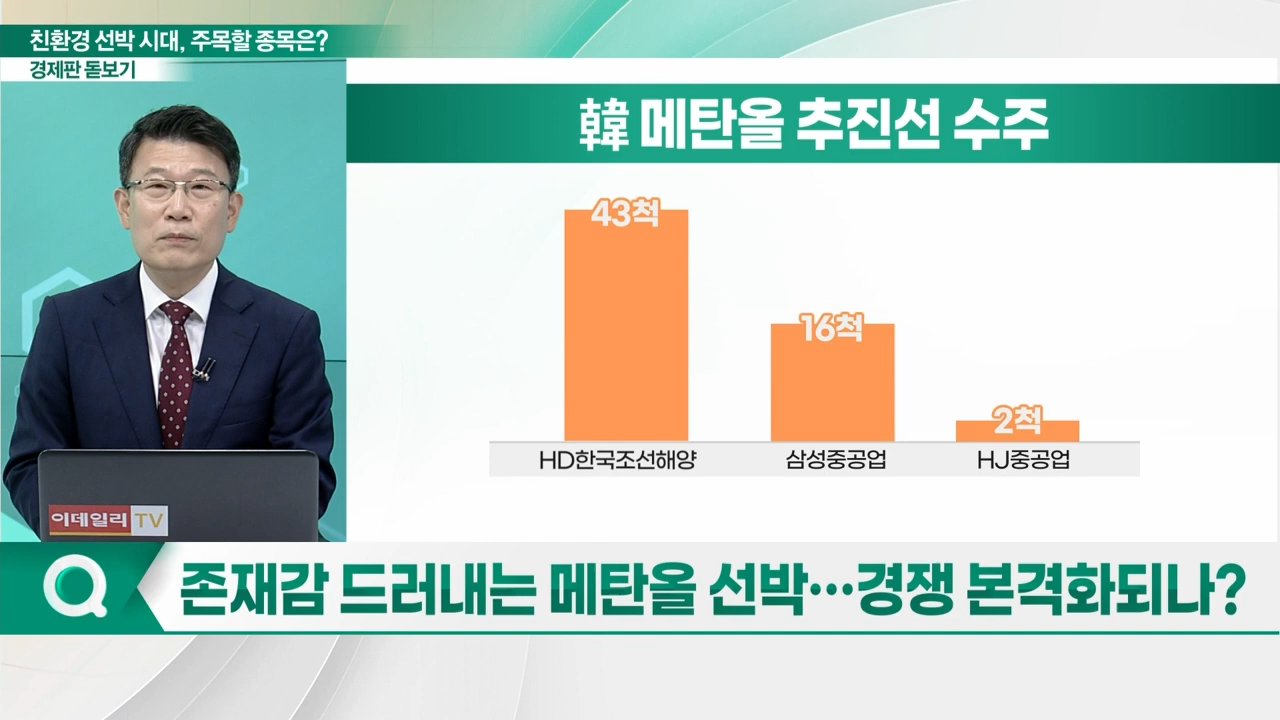 친환경 선박 시대, 주목할 종목은?
경제판 돋보기
韓 메탄올 추진선 수주
43척
16척
2척
HD한국조선해양
삼성중공업
HJ중공업
이데일리TV
존재감 드러내는 메탄올 선박…경쟁 본격화되나?